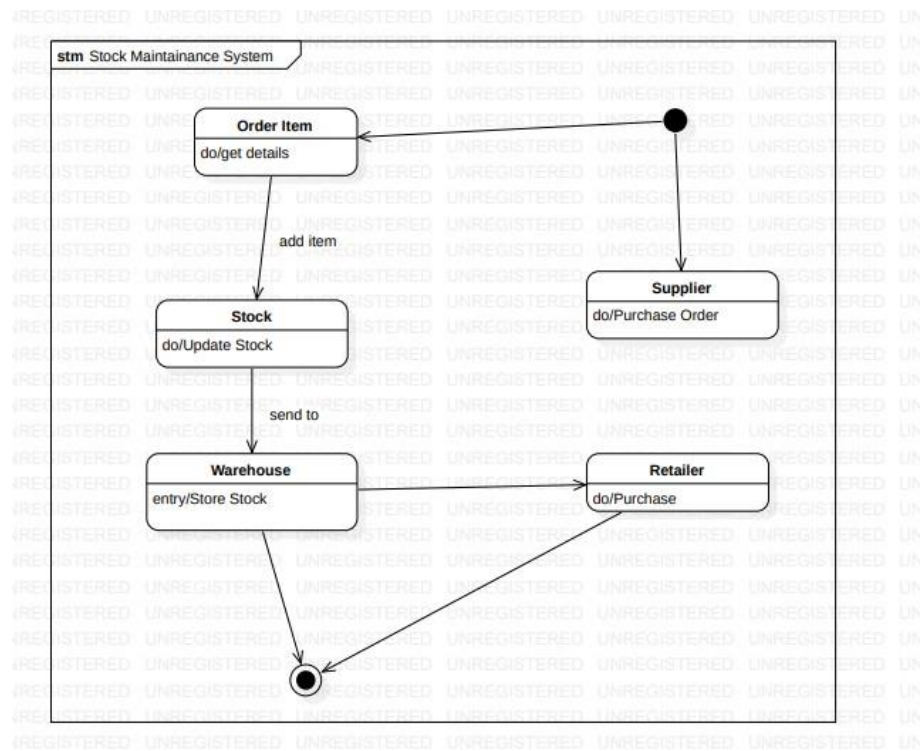 stm Stock Maintainance System
Order Item
do/get details
add item
Supplier
do/Purchase Order
Stock
do/Update Stock
send to
Warehouse
entry/Store Stock
Retailer
do/Purchase
UNREGISTERED